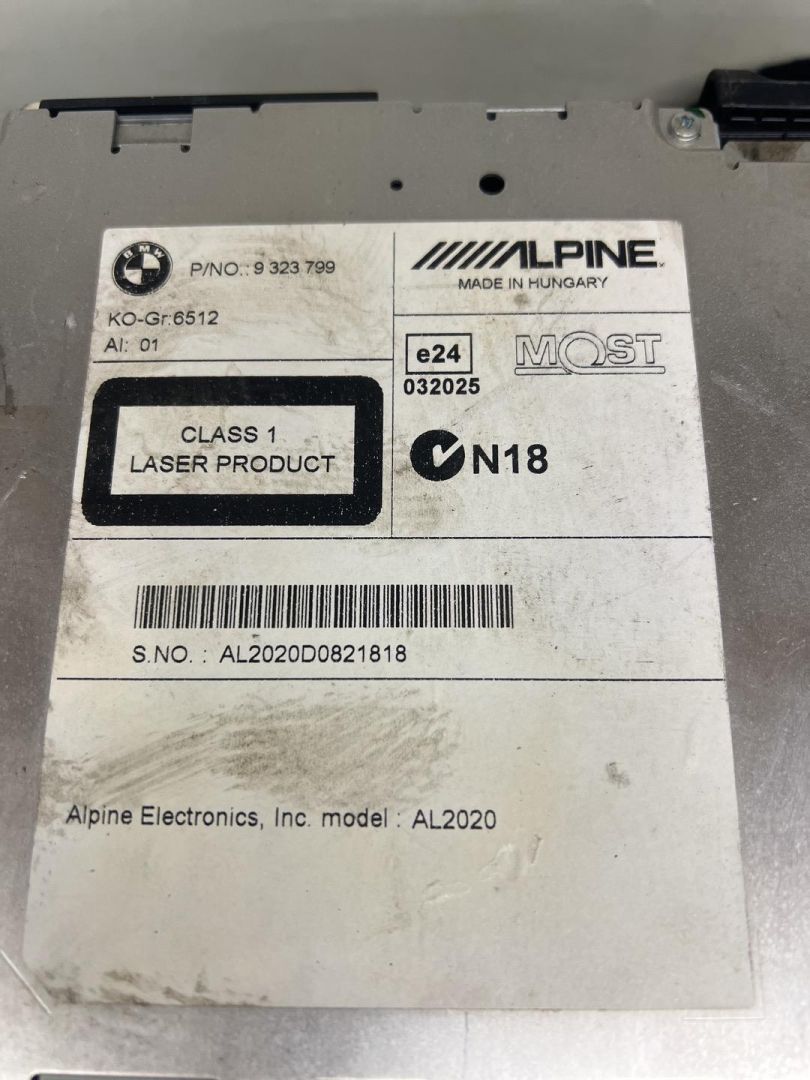 BMW
P/NO.: 9 323 799
KO-Gr:6512
AI: 01
ALPINE
MADE IN HUNGARY
e24
032025
MOST
N18
CLASS 1
LASER PRODUCT
S.NO. : AL2020D0821818
Alpine Electronics, Inc. model : AL2020